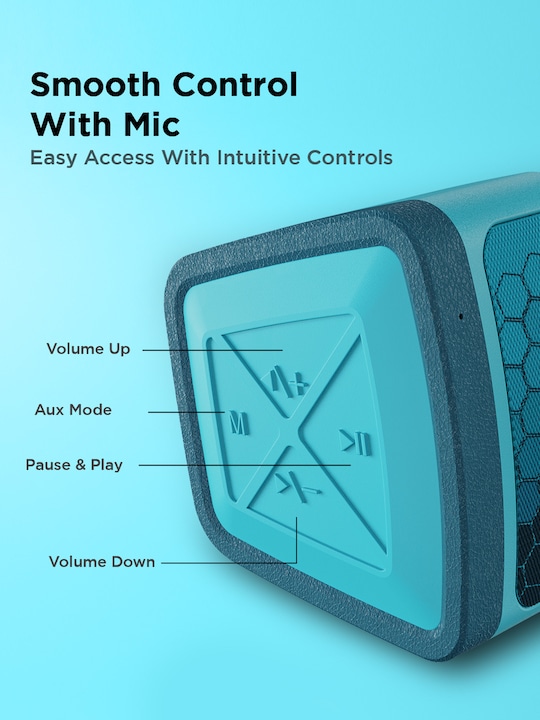 Smooth Control
With Mic
Easy Access With Intuitive Controls
Volume Up
Aux Mode
M
Pause & Play
Volume Down